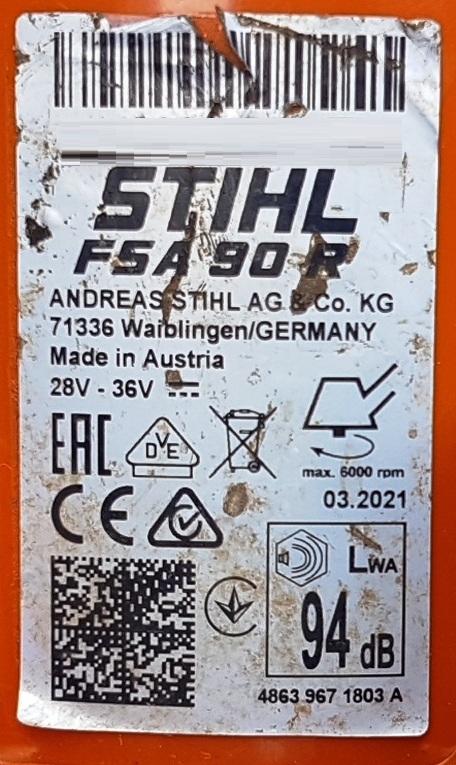 STIHL
FSA 90 R
ANDREAS STIHL AG & Co. KG
71336 Waiblingen/GERMANY
Made in Austria
28V - 36V
EAC
DVE
max. 6000 rpm
CE
03.2021
LWA
94 dB
4863 967 1803 A